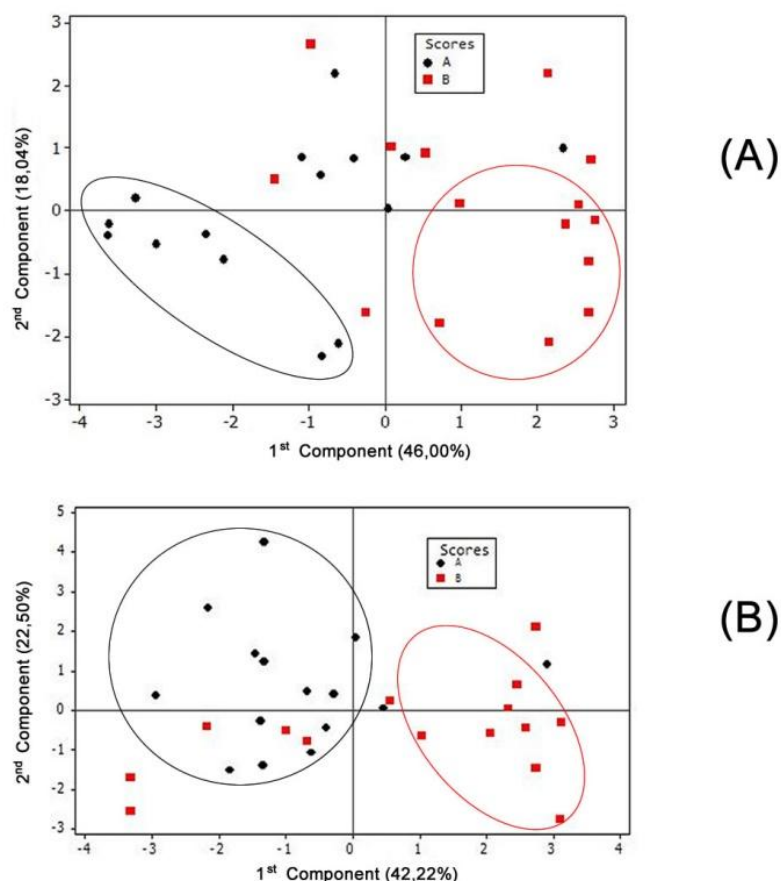 3
2
1
0
-1
-2
-3
2nd Component (18,04%)
Scores
A
B
-4
-3
-2
-1
0
1
2
3
1st Component (46,00%)
(A)
5
4
3
2
1
0
-1
-2
-3
2nd Component (22,50%)
Scores
A
B
-4
-3
-2
-1
0
1
2
3
4
1st Component (42,22%)
(B)